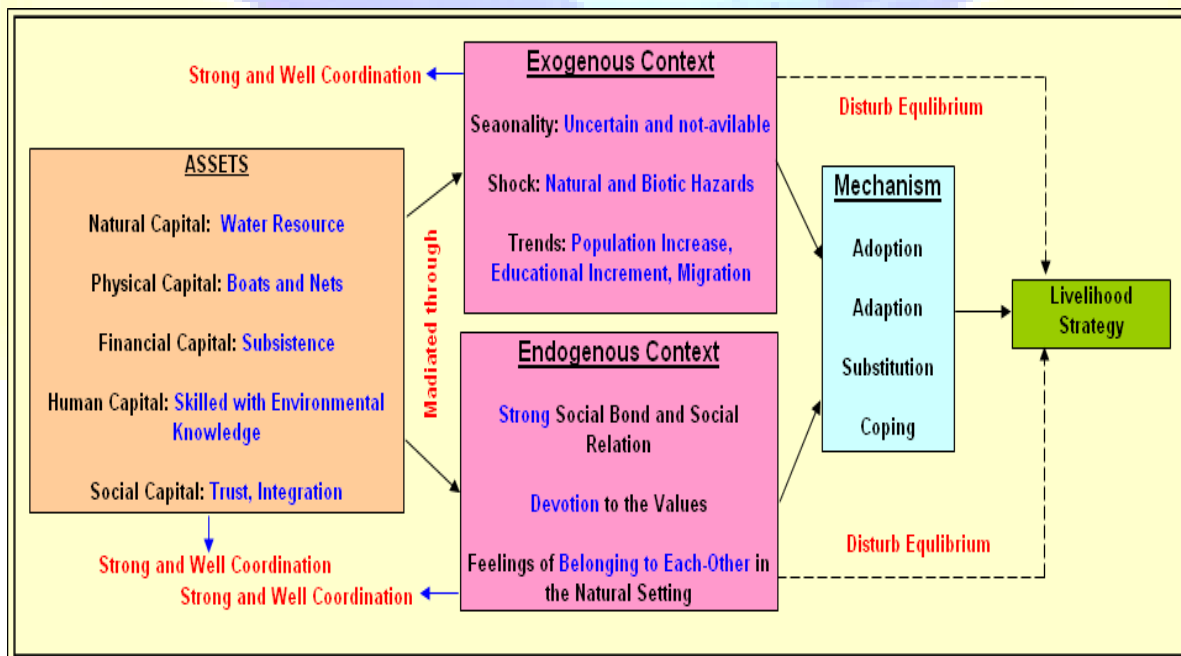 Strong and Well Coordination
ASSETS
Natural Capital: Water Resource
Physical Capital: Boats and Nets
Financial Capital: Subsistence
Human Capital: Skilled with Environmental
Knowledge
Social Capital: Trust, Integration
Strong and Well Coordination
Strong and Well Coordination
Madiated through
Exogenous Context
Seaonality: Uncertain and not-avilable
Shock: Natural and Biotic Hazards
Trends: Population Increase,
Educational Increment, Migration
Endogenous Context
Strong Social Bond and Social
Relation
Devotion to the Values
Feelings of Belonging to Each-Other in
the Natural Setting
Disturb Equlibrium
Mechanism
Adoption
Adaption
Substitution
Coping
Disturb Equlibrium
Livelihood
Strategy